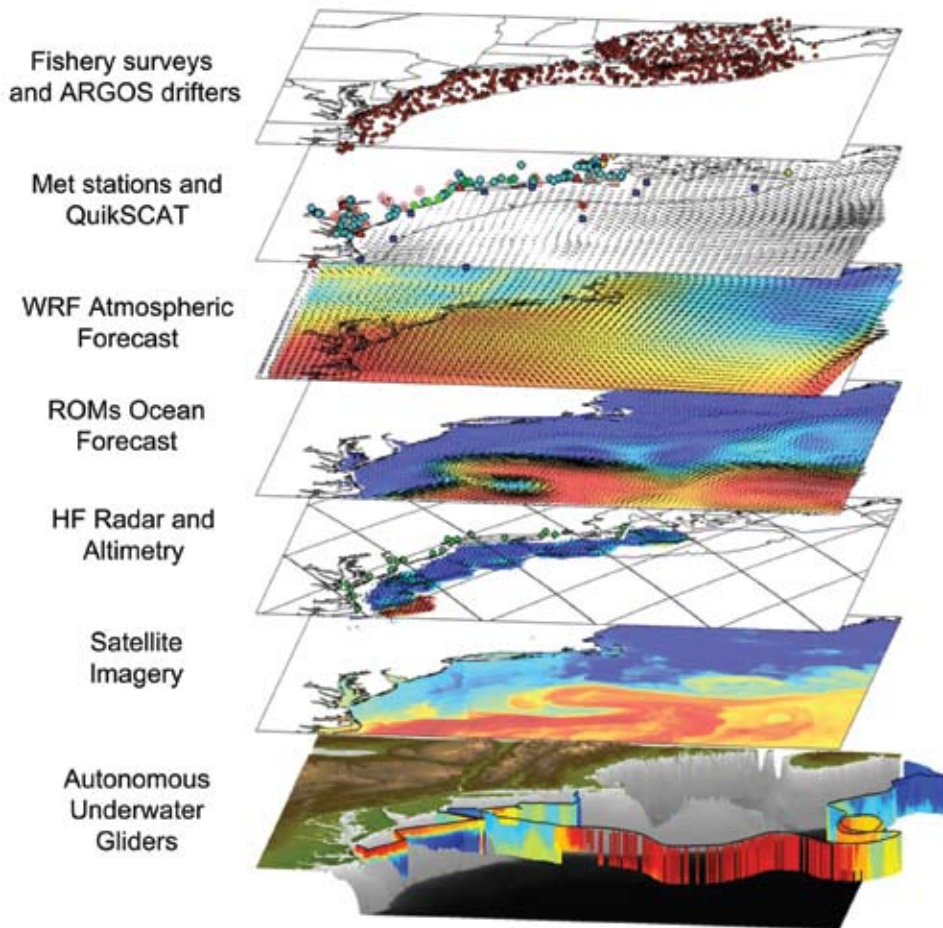 Fishery surveys
and ARGOS drifters
Met stations and
QuikSCAT
WRF Atmospheric
Forecast
ROMs Ocean
Forecast
HF Radar and
Altimetry
Satellite
Imagery
Autonomous
Underwater
Gliders